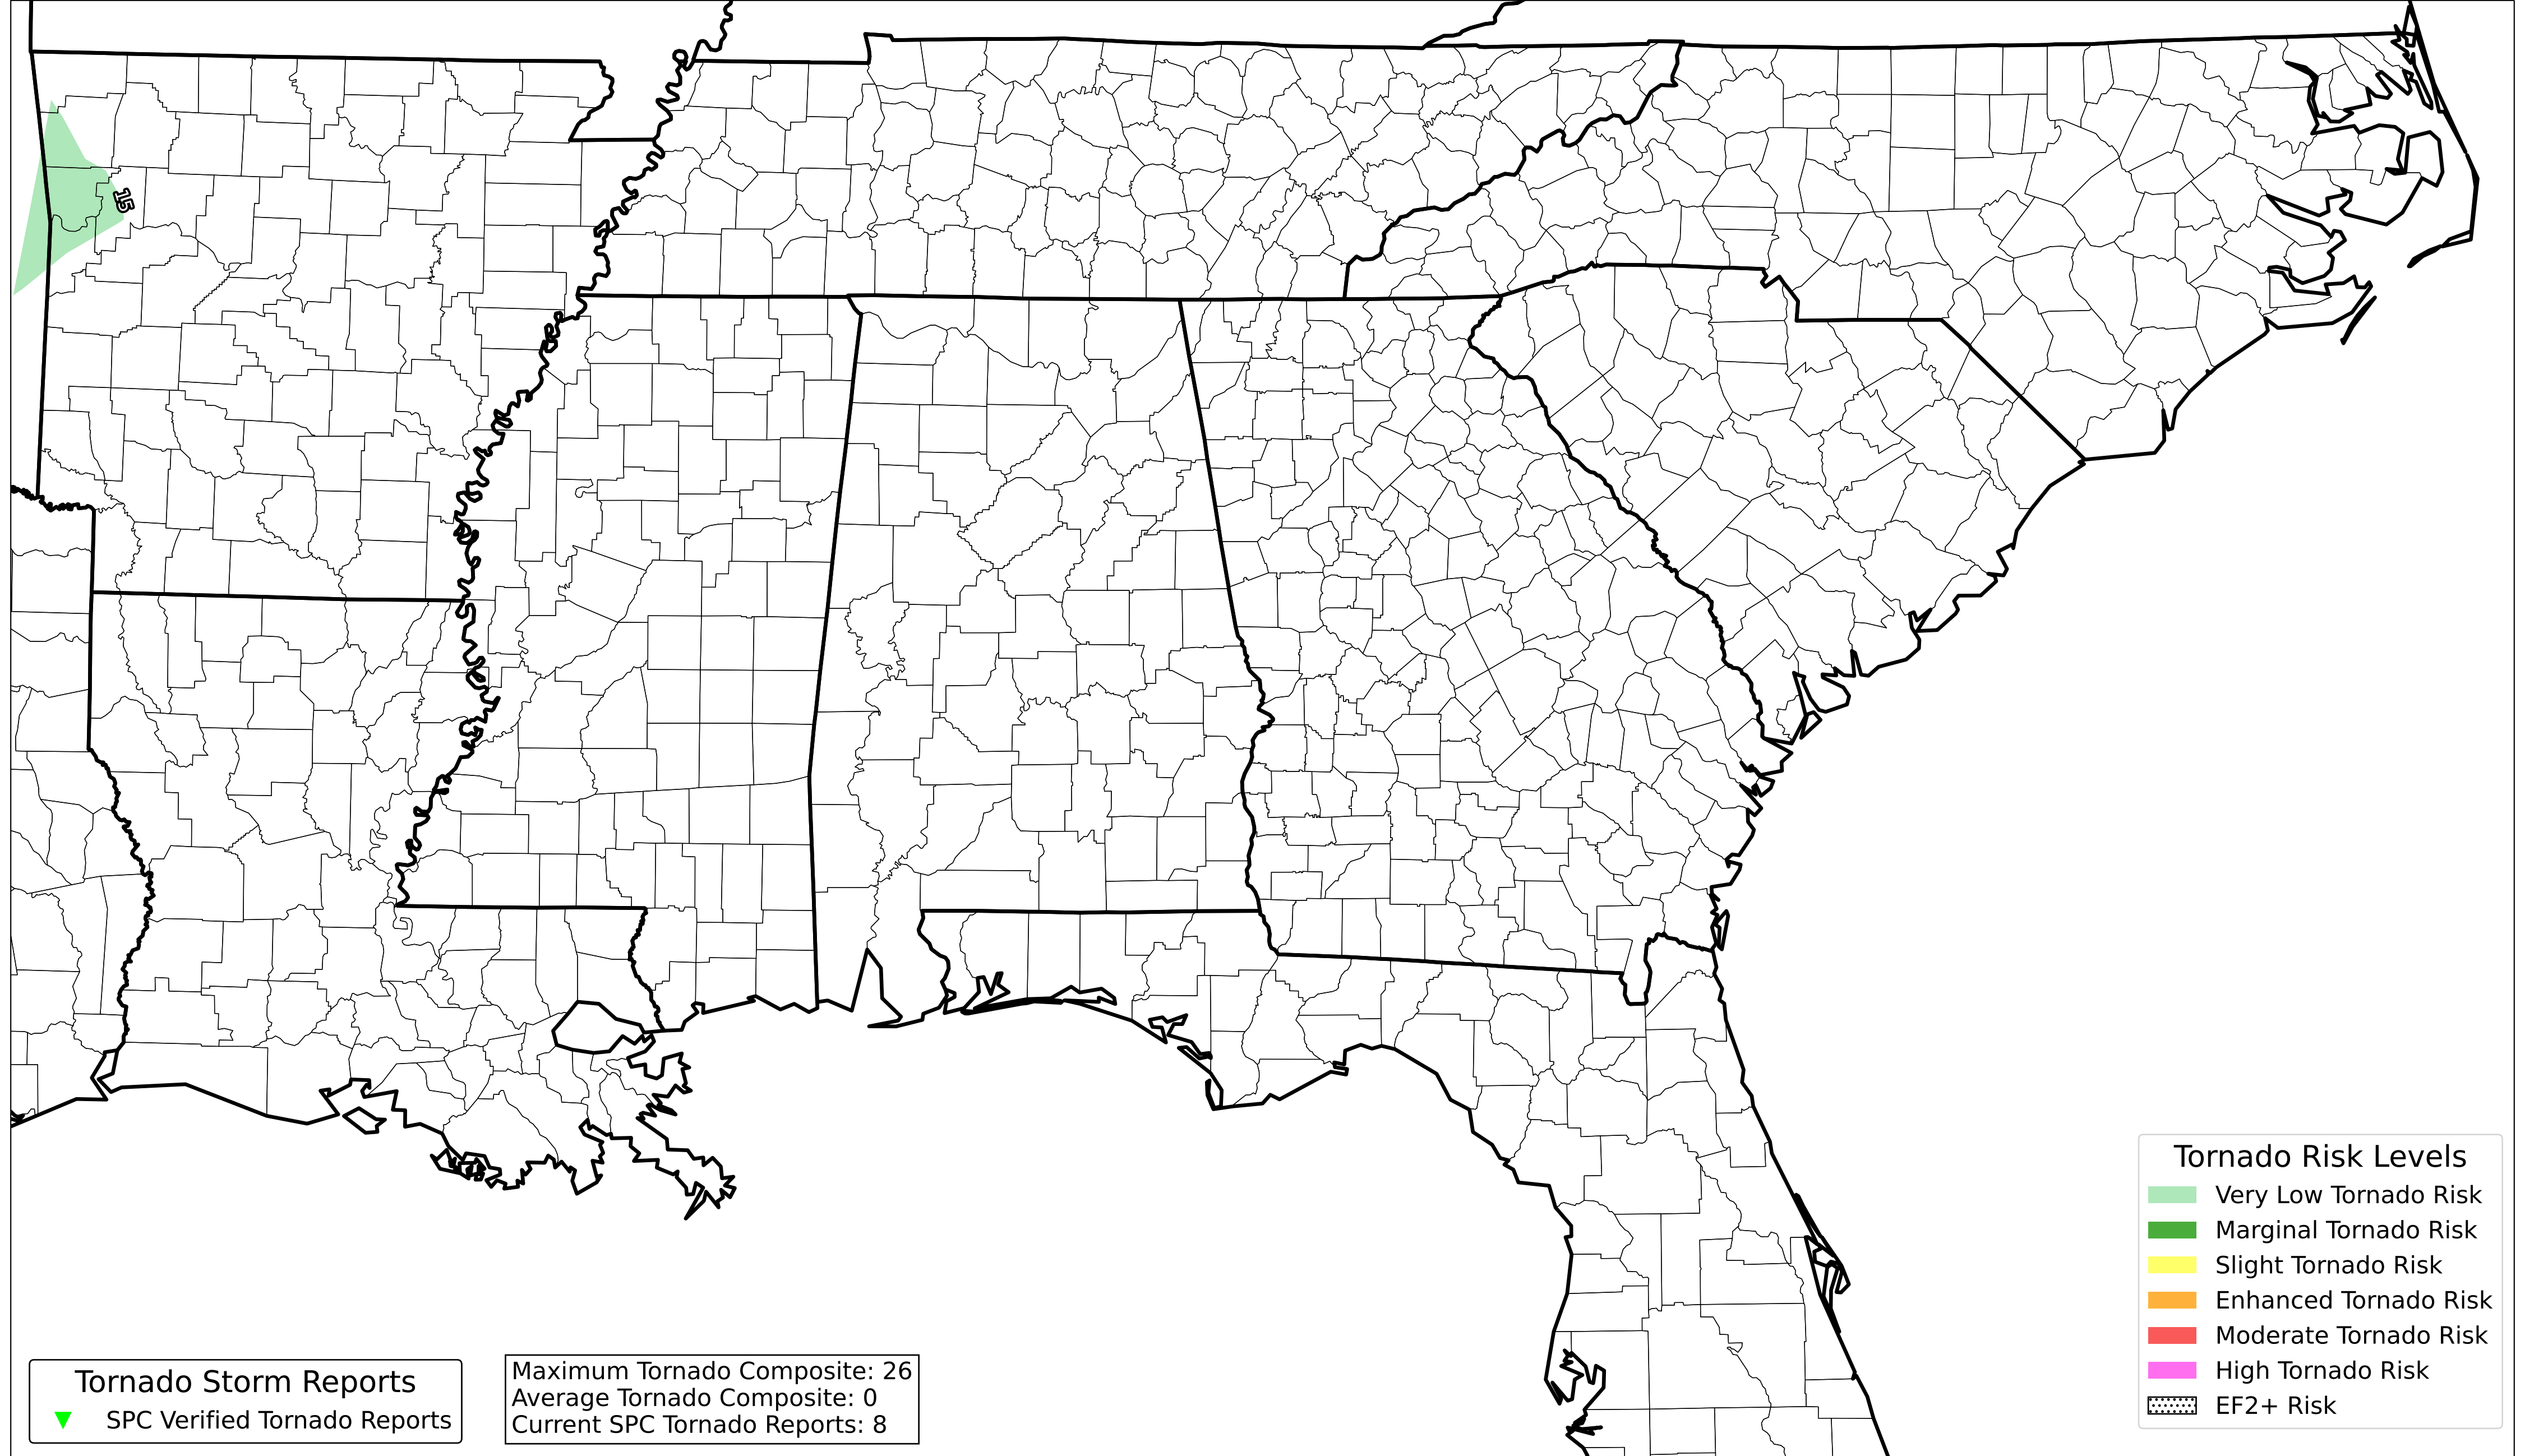 15
Tornado Storm Reports
SPC Verified Tornado Reports
Maximum Tornado Composite: 26
Average Tornado Composite: 0
Current SPC Tornado Reports: 8
Tornado Risk Levels
Very Low Tornado Risk
Marginal Tornado Risk
Slight Tornado Risk
Enhanced Tornado Risk
Moderate Tornado Risk
High Tornado Risk
EF2+ Risk